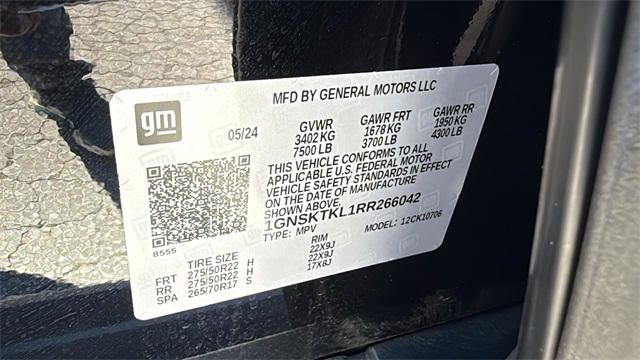 MFD BY GENERAL MOTORS LLC
gm
05/24
GVWR GAWR FRT GAWR RR
3402 KG 1678 KG 1950 KG
7500 LB 3700 LB 4300 LB
THIS VEHICLE CONFORMS TO ALL
APPLICABLE U.S. FEDERAL MOTOR
VEHICLE SAFETY STANDARDS IN EFFECT
ON THE DATE OF MANUFACTURE
SHOWN ABOVE.
1GNSKTKL1RR266042
TYPE: MPV MODEL: 12CK10706
B555
TIRE SIZE RIM
FRT 275/50R22 H 22X9J
RR 275/50R22 H 22X9J
SPA 265/70R17 S 17X8J